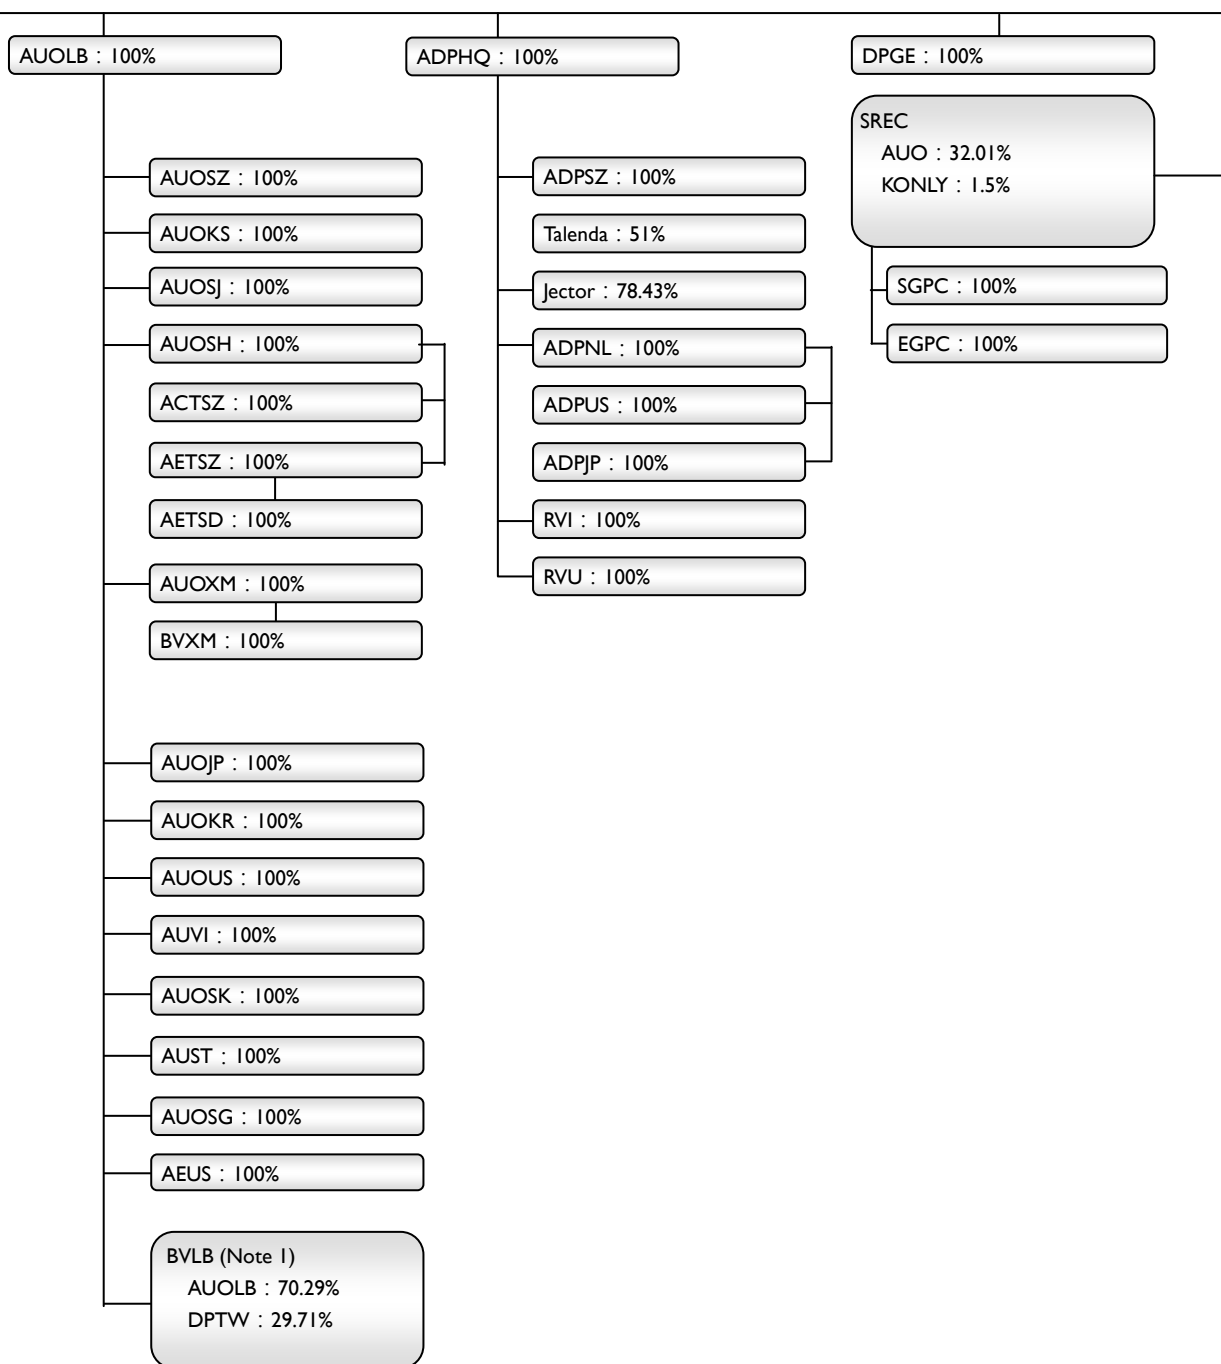 AUOLB：100%
AUOSZ：100%
AUOKS：100%
AUOSJ：100%
AUOSH：100%
ACTSZ：100%
AETSZ：100%
AETSD：100%
AUOXM：100%
BVXM：100%
AUOJP：100%
AUOKR：100%
AUOUS：100%
AUVI：100%
AUOSK：100%
AUST：100%
AUOSG：100%
AEUS：100%
BVLB (Note 1)
AUOLB：70.29%
DPTW：29.71%
ADPHQ：100%
ADPSZ：100%
Talenda：51%
Jector：78.43%
ADPNL：100%
ADPUS：100%
ADPJP：100%
RVI：100%
RVU：100%
DPGE：100%
SREC
AUO：32.01%
KONLY：1.5%
SGPC：100%
EGPC：100%